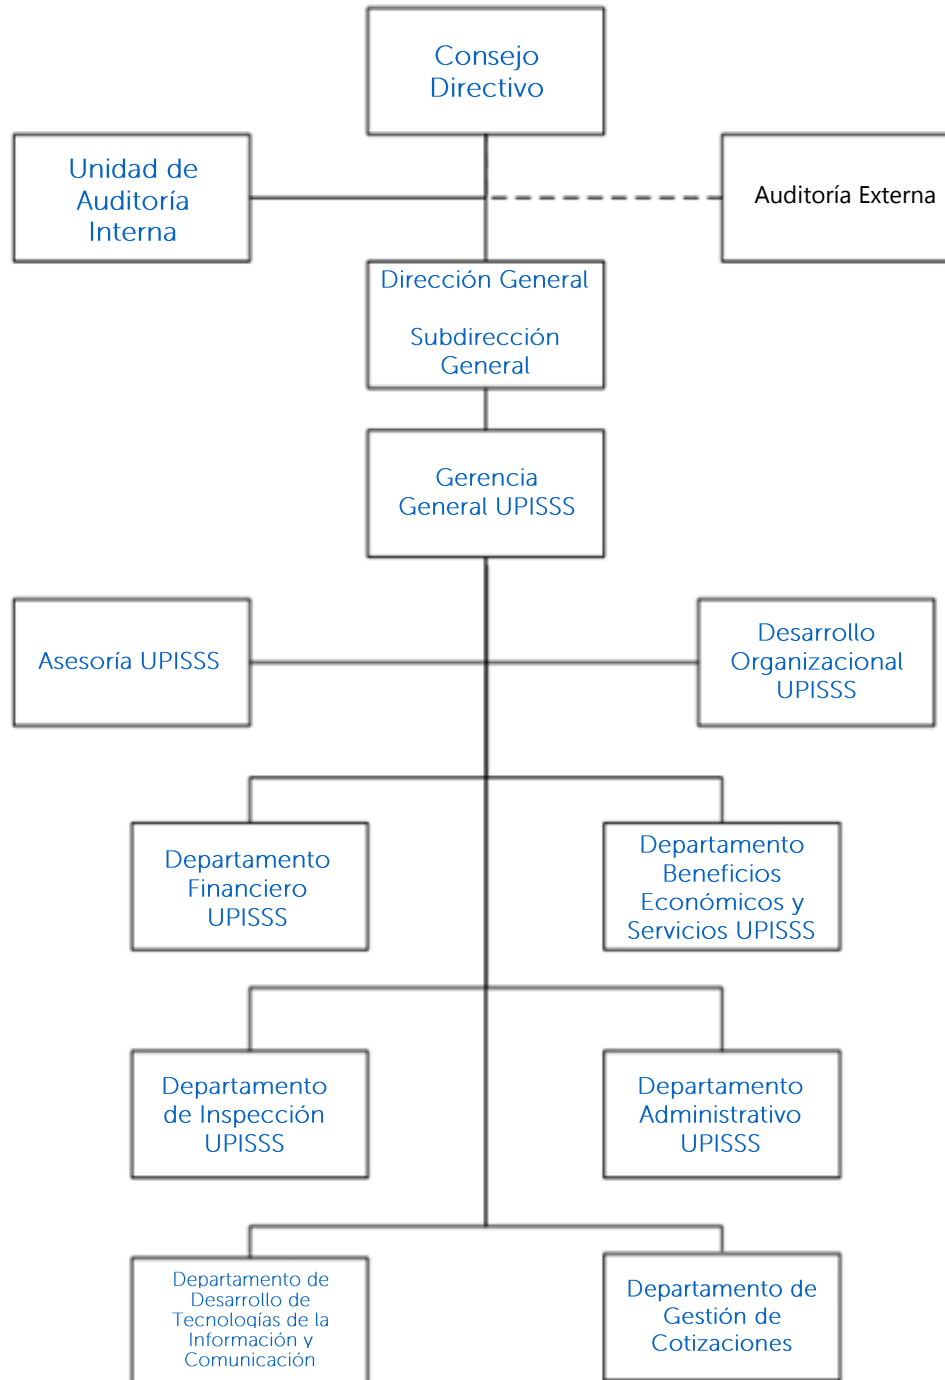 Consejo
Directivo
Unidad de
Auditoría
Interna
Auditoría Externa
Dirección General
Subdirección
General
Gerencia
General UPISSS
Asesoría UPISSS
Desarrollo
Organizacional
UPISSS
Departamento
Financiero
UPISSS
Departamento
Beneficios
Económicos y
Servicios UPISSS
Departamento
de Inspección
UPISSS
Departamento
Administrativo
UPISSS
Departamento de
Desarrollo de
Tecnologías de la
Información y
Comunicación
Departamento de
Gestión de
Cotizaciones